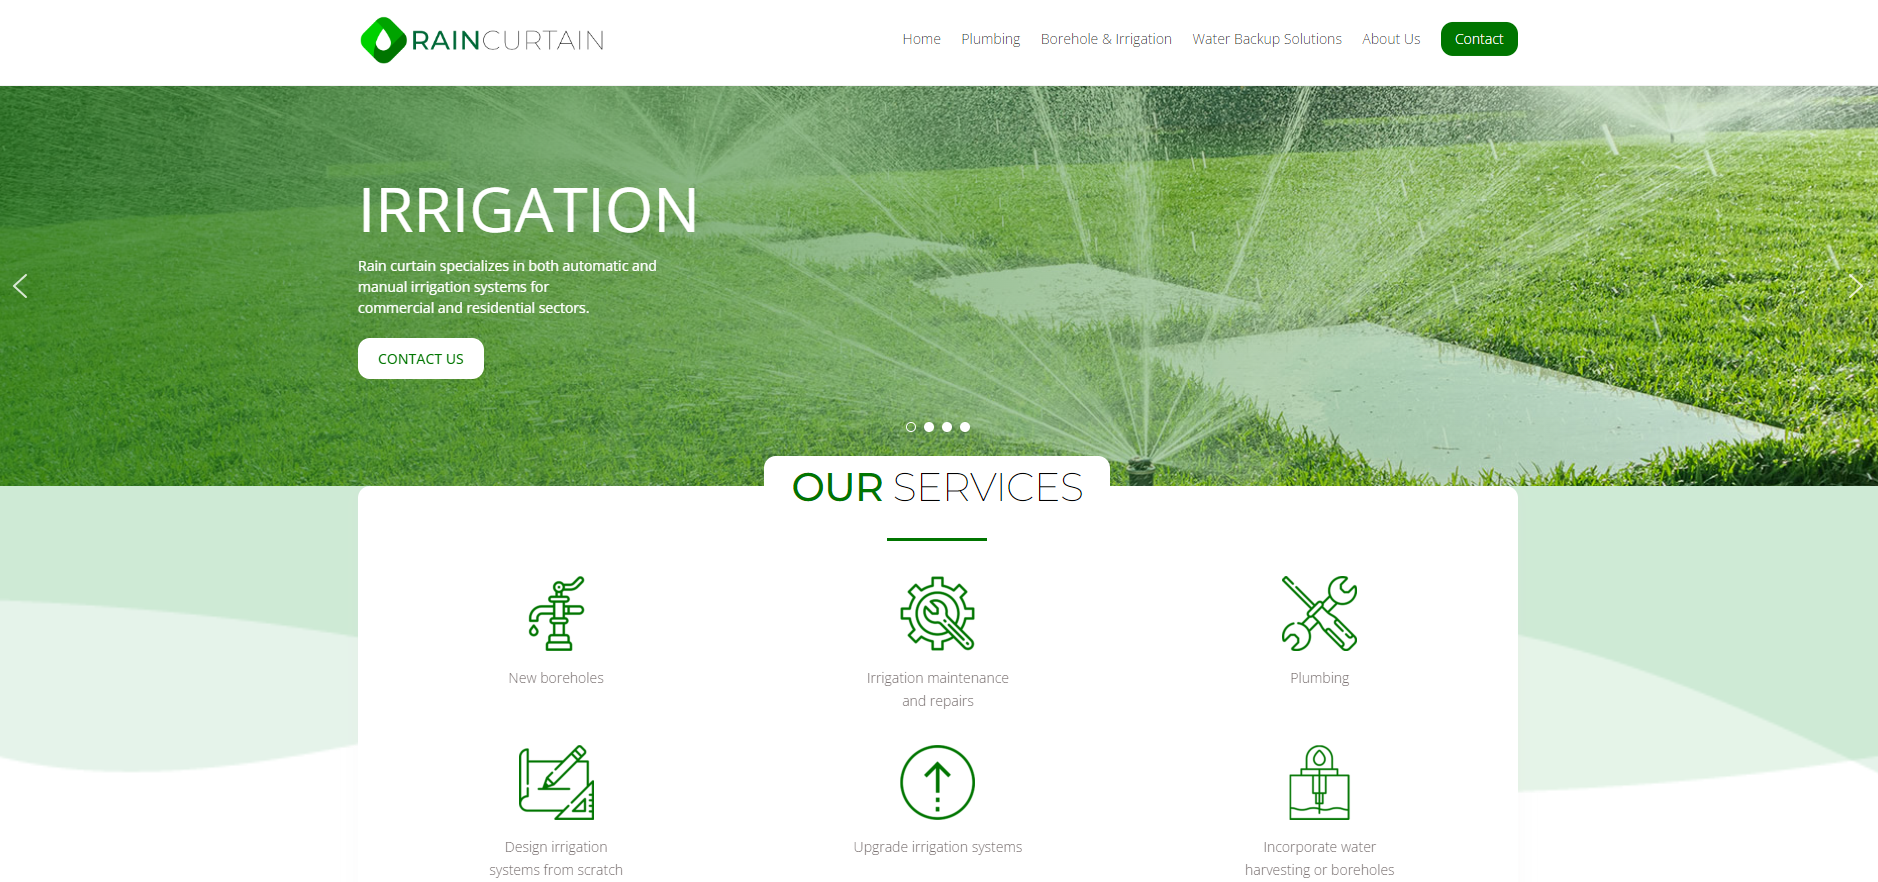 RAINCURTAIN
Home
Plumbing
Borehole & Irrigation
Water Backup Solutions
About Us
Contact
IRRIGATION
Rain curtain specializes in both automatic and
manual irrigation systems for
commercial and residential sectors.
CONTACT US
OUR SERVICES
New boreholes
Irrigation maintenance
and repairs
Plumbing
Design irrigation
systems from scratch
Upgrade irrigation systems
Incorporate water
harvesting or boreholes